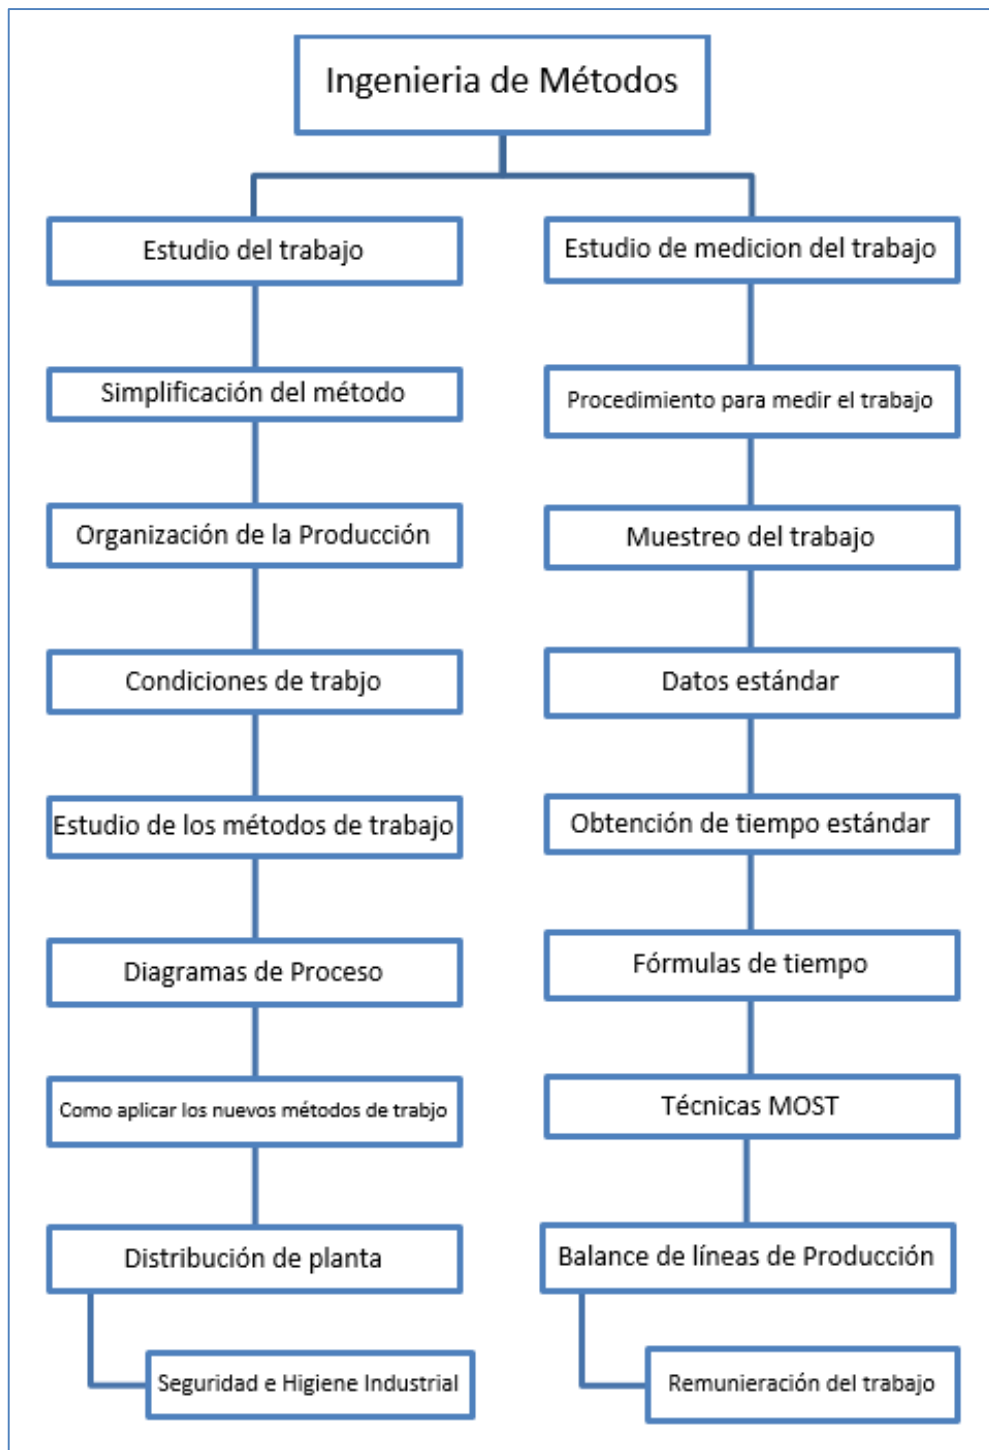 Ingenieria de Métodos
Estudio del trabajo
Simplificación del método
Organización de la Producción
Condiciones de trabjo
Estudio de los métodos de trabajo
Diagramas de Proceso
Como aplicar los nuevos métodos de trabjo
Distribución de planta
Seguridad e Higiene Industrial
Estudio de medicion del trabajo
Procedimiento para medir el trabajo
Muestreo del trabajo
Datos estándar
Obtención de tiempo estándar
Fórmulas de tiempo
Técnicas MOST
Balance de líneas de Producción
Remunieración del trabajo